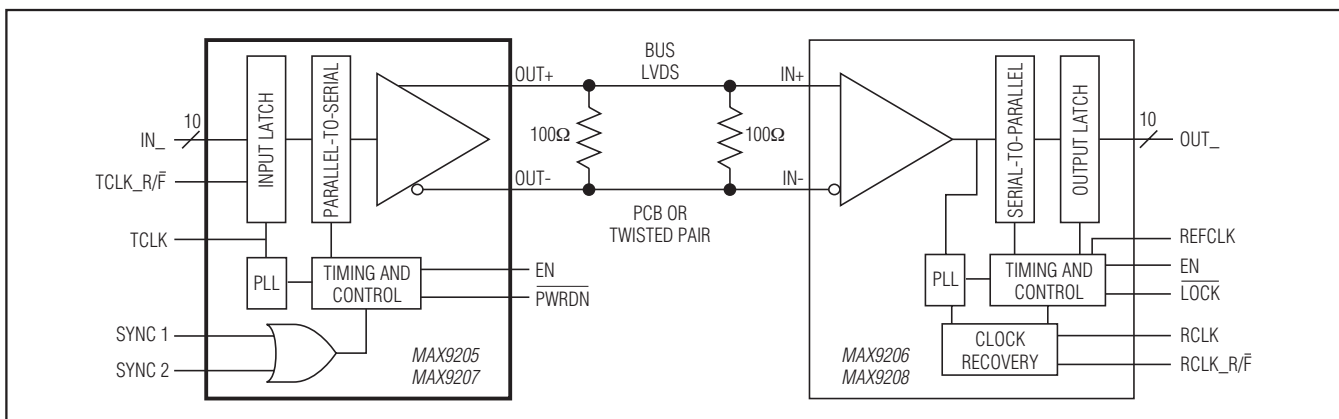 BUS
LVDS
OUT+
IN+
10
IN_
INPUT LATCH
PARALLEL-TO-SERIAL
100Ω
100Ω
SERIAL-TO-PARALLEL
OUTPUT LATCH
10
OUT_
TCLK_R/F̅
OUT-
IN-
PCB OR
TWISTED PAIR
TCLK
PLL
TIMING AND
CONTROL
EN
P̅W̅R̅D̅N̅
PLL
TIMING AND
CONTROL
REFCLK
EN
L̅O̅C̅K̅
SYNC 1
SYNC 2
MAX9205
MAX9207
MAX9206
MAX9208
CLOCK
RECOVERY
RCLK
RCLK_R/F̅